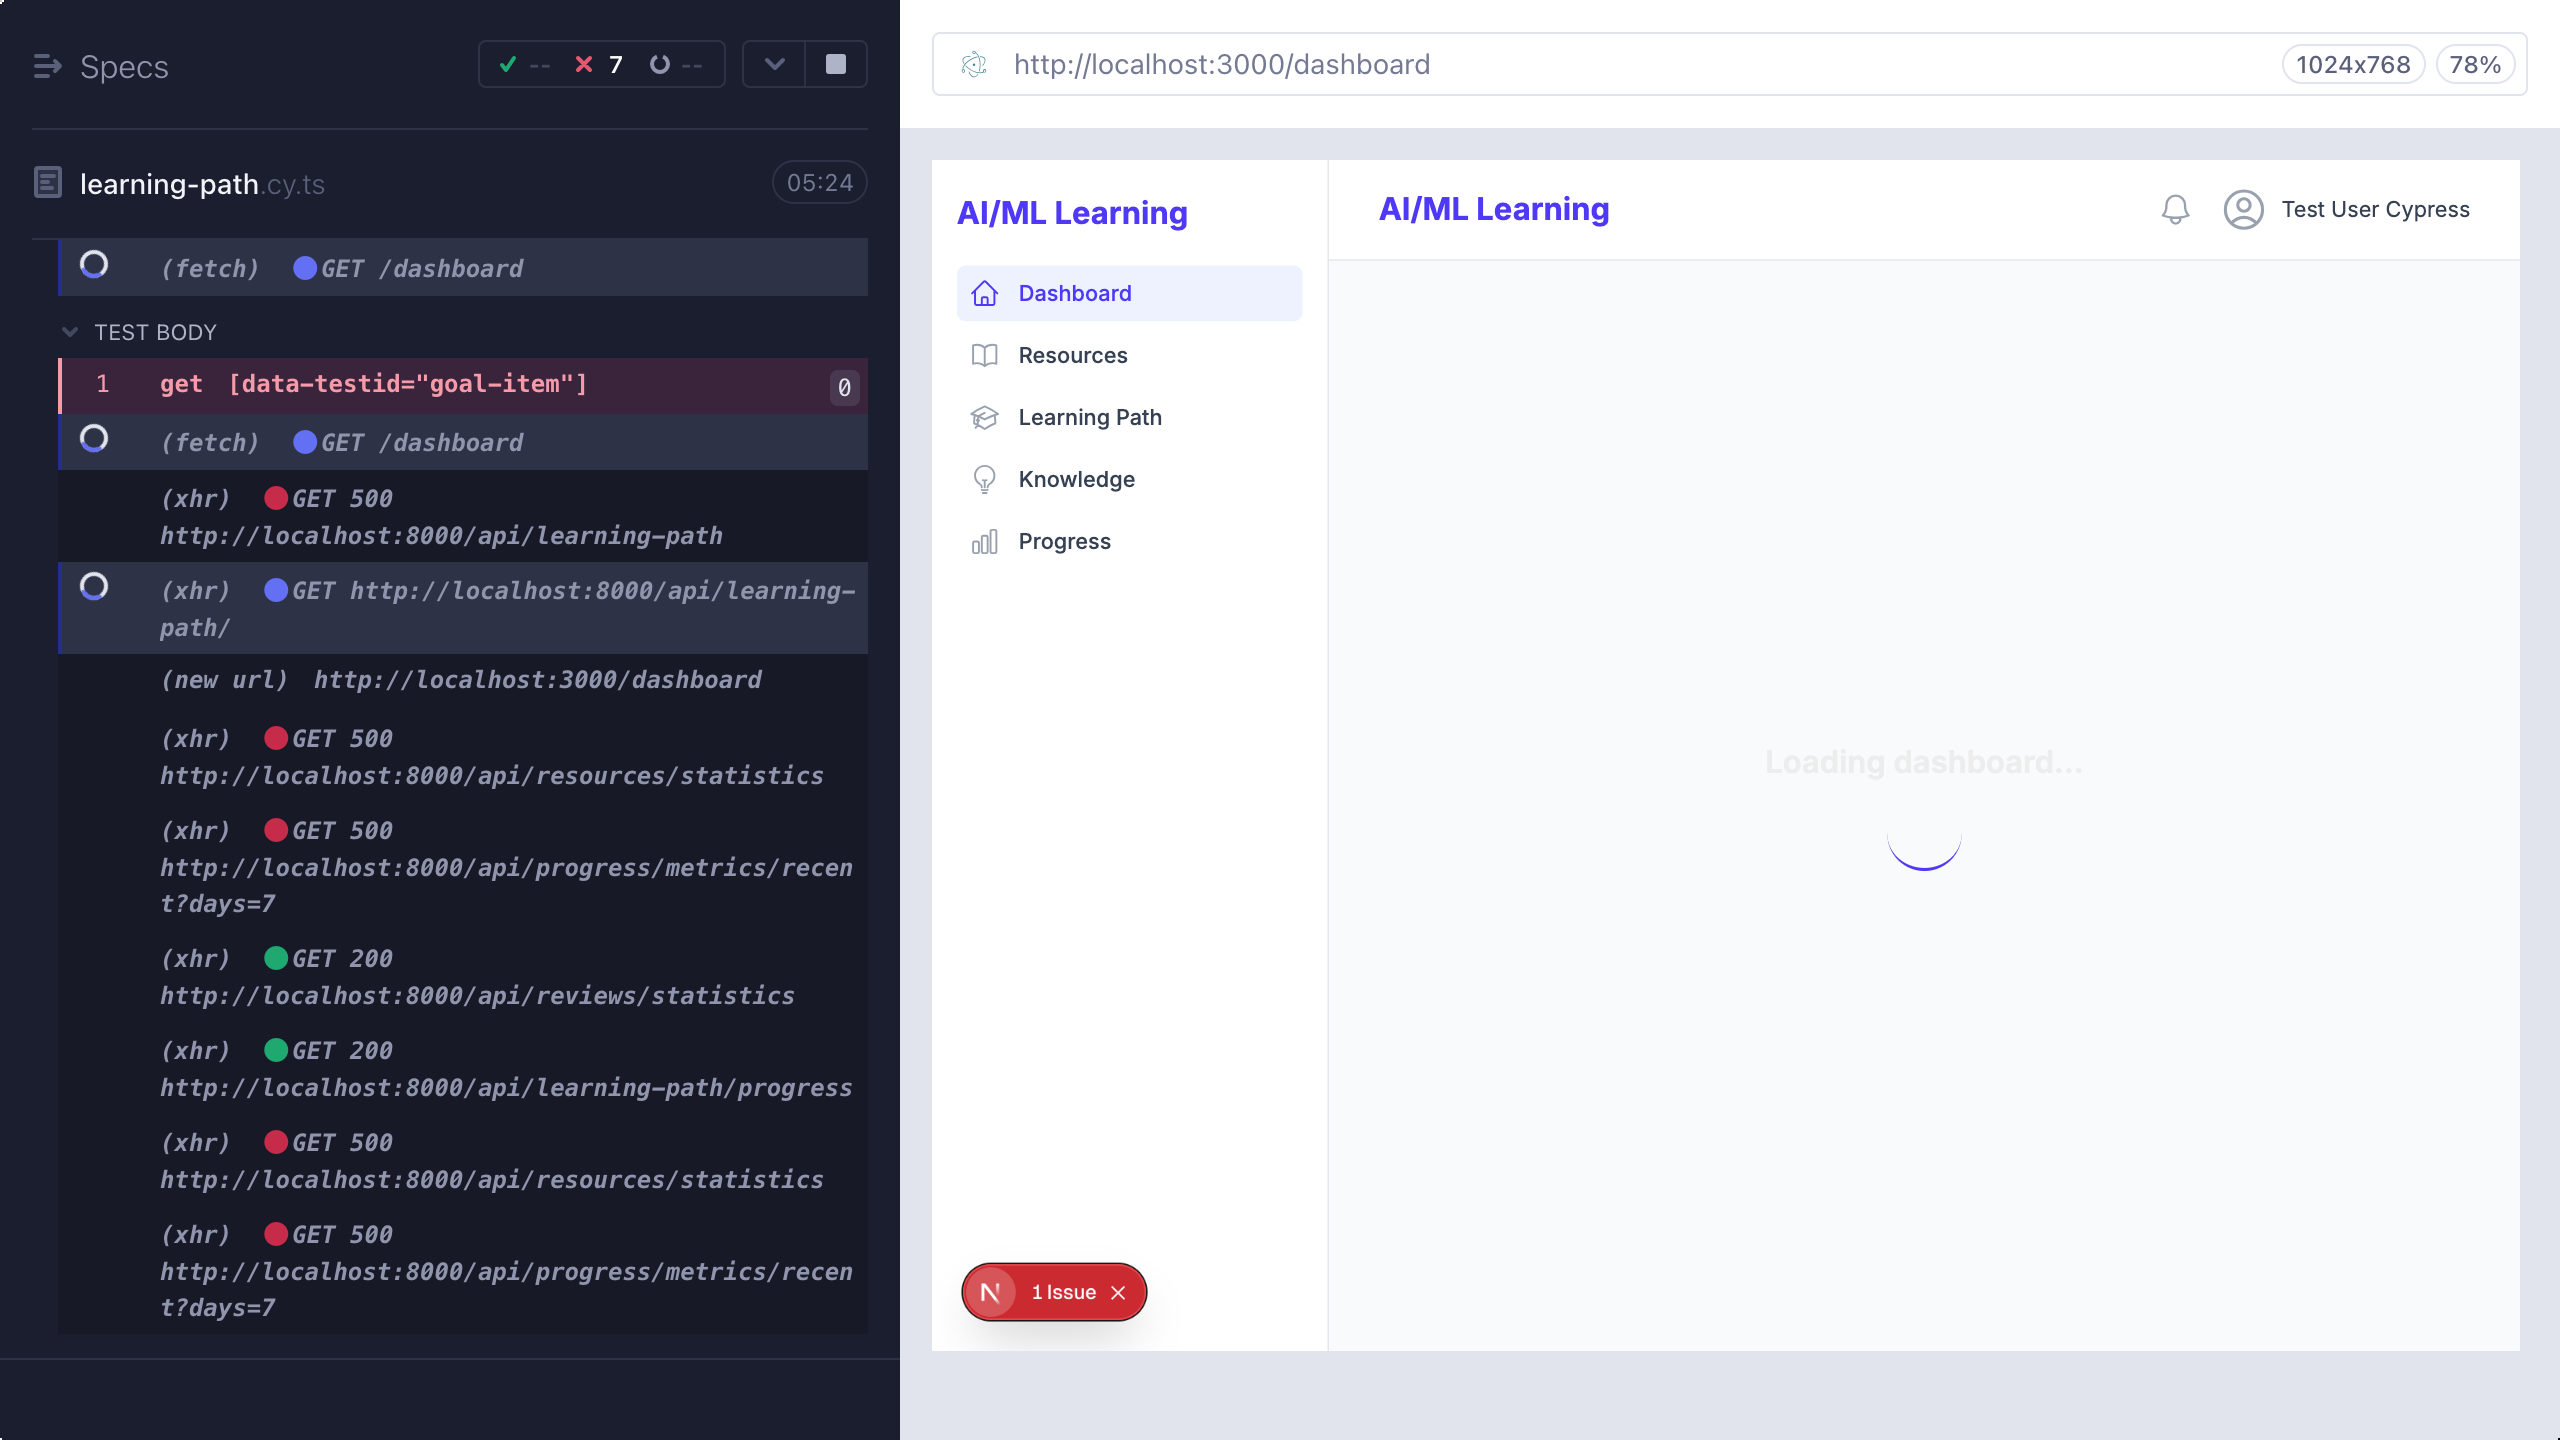 Specs
-- 7 --
learning-path.cy.ts
05:24
(fetch) GET /dashboard
TEST BODY
1 get [data-testid="goal-item"] 0
(fetch) GET /dashboard
(xhr) GET 500
http://localhost:8000/api/learning-path
(xhr) GET http://localhost:8000/api/learning-
path/
(new url) http://localhost:3000/dashboard
(xhr) GET 500
http://localhost:8000/api/resources/statistics
(xhr) GET 500
http://localhost:8000/api/progress/metrics/recen
t?days=7
(xhr) GET 200
http://localhost:8000/api/reviews/statistics
(xhr) GET 200
http://localhost:8000/api/learning-path/progress
(xhr) GET 500
http://localhost:8000/api/resources/statistics
(xhr) GET 500
http://localhost:8000/api/progress/metrics/recen
t?days=7
http://localhost:3000/dashboard
1024x768
78%
AI/ML Learning
Dashboard
Resources
Learning Path
Knowledge
Progress
N 1 Issue
AI/ML Learning
Test User Cypress
Loading dashboard...